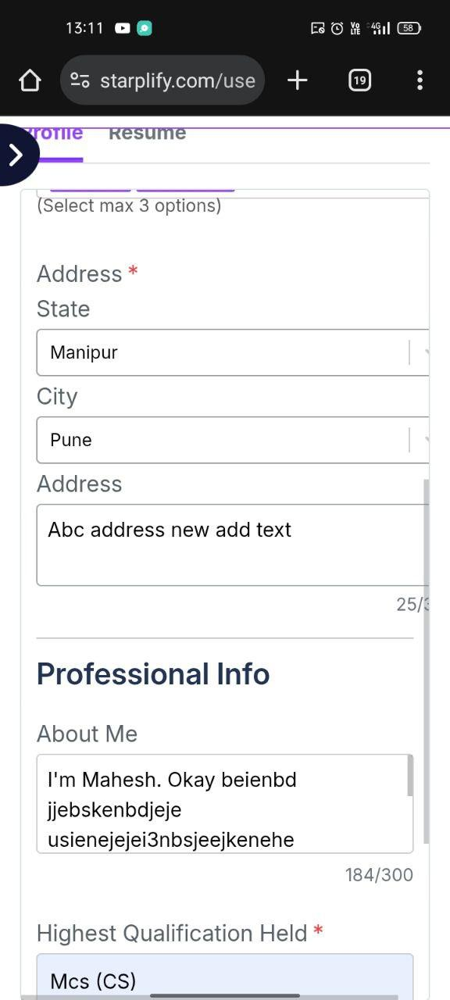 13:11
Vo LTE
4G
58
starplify.com/use
19
Profile Resume
(Select max 3 options)
Address *
State
Manipur
City
Pune
Address
Abc address new add text
25/3
Professional Info
About Me
I'm Mahesh. Okay beienbd
jjebskenbdjeje
usienejejei3nbsjeejkenehe
184/300
Highest Qualification Held *
Mcs (CS)